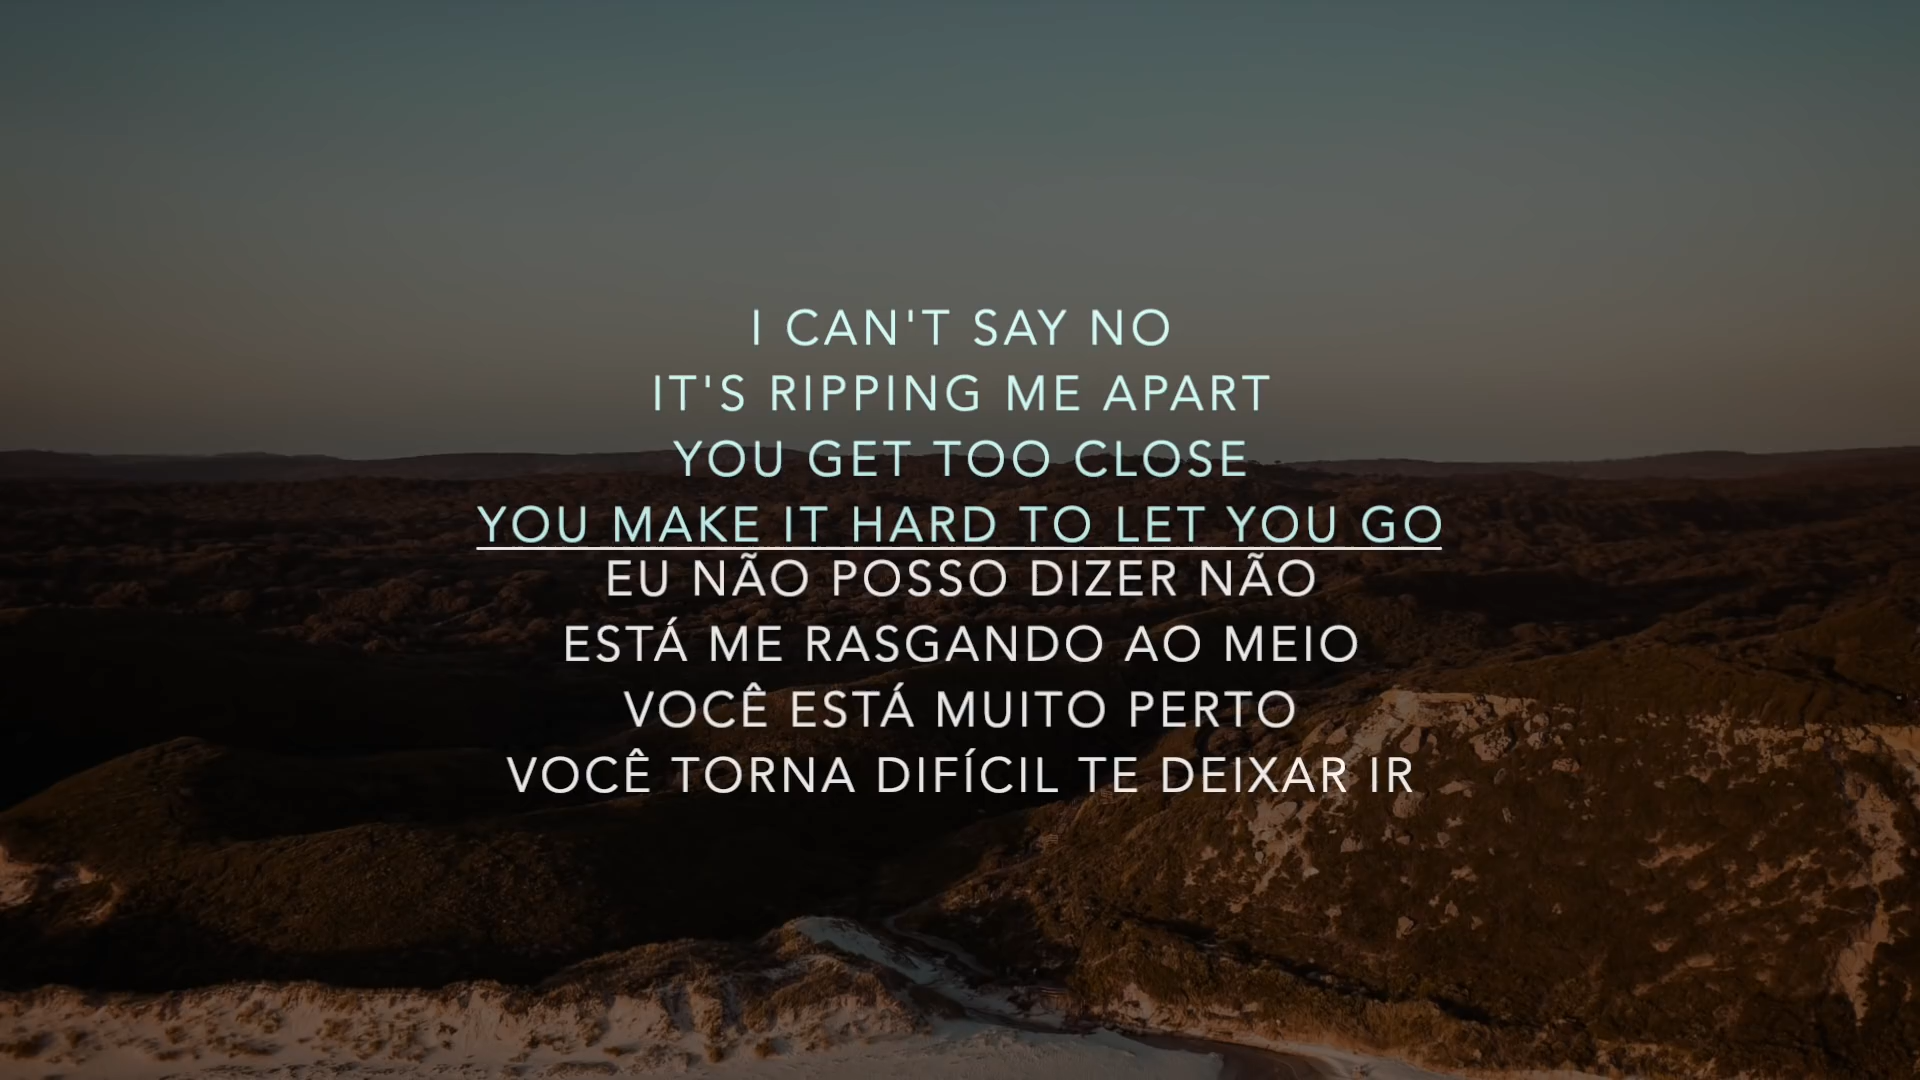 I CAN'T SAY NO
IT'S RIPPING ME APART
YOU GET TOO CLOSE
YOU MAKE IT HARD TO LET YOU GO
EU NÃO POSSO DIZER NÃO
ESTÁ ME RASGANDO AO MEIO
VOCÊ ESTÁ MUITO PERTO
VOCÊ TORNA DIFÍCIL TE DEIXAR IR